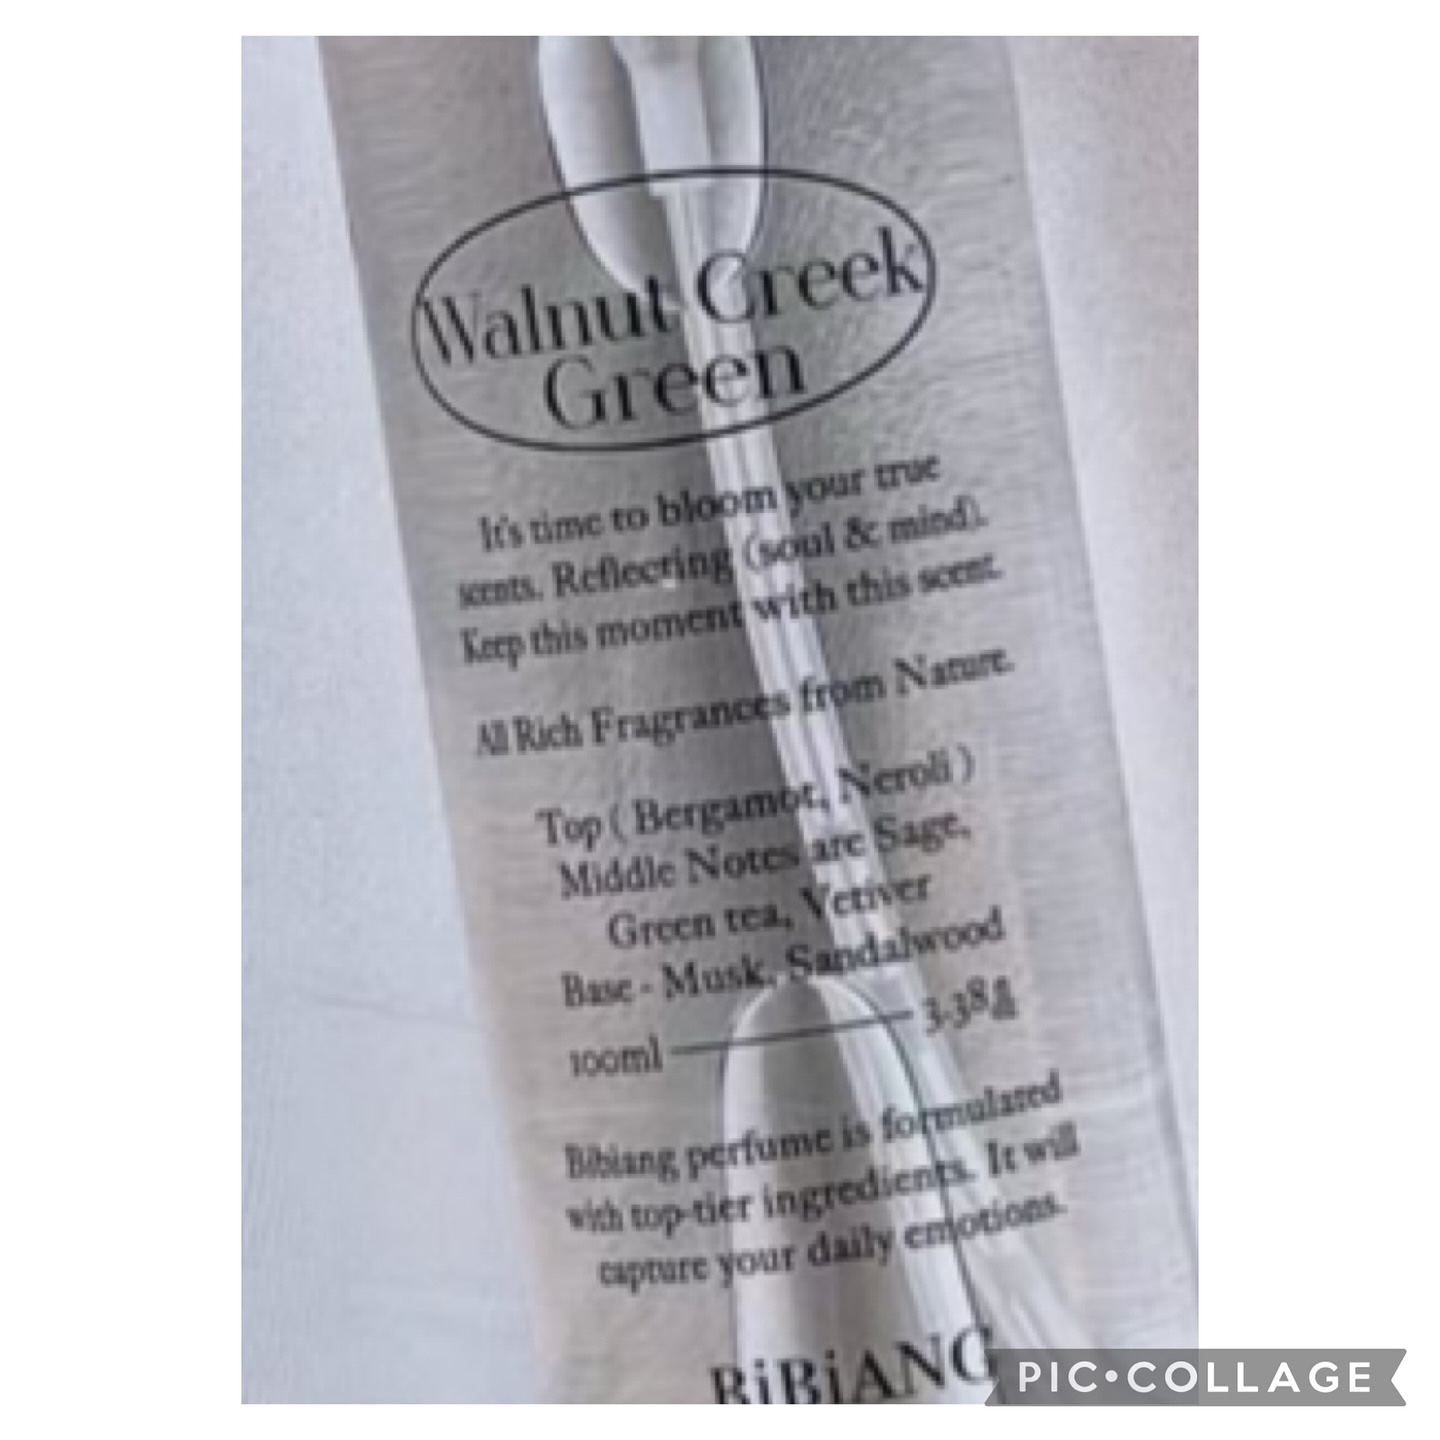 Walnut Creek
Green
It's time to bloom your true
scents. Reflecting (soul & mind).
Keep this moment with this scent.
All Rich Fragrances from Nature.
Top ( Bergamot, Neroli )
Middle Notes are Sage,
Green tea, Vetiver
Base - Musk, Sandalwood
100ml 3.38fl
Bibiang perfume is formulated
with top-tier ingredients. It will
capture your daily emotions.
BiBiANG
PIC•COLLAGE